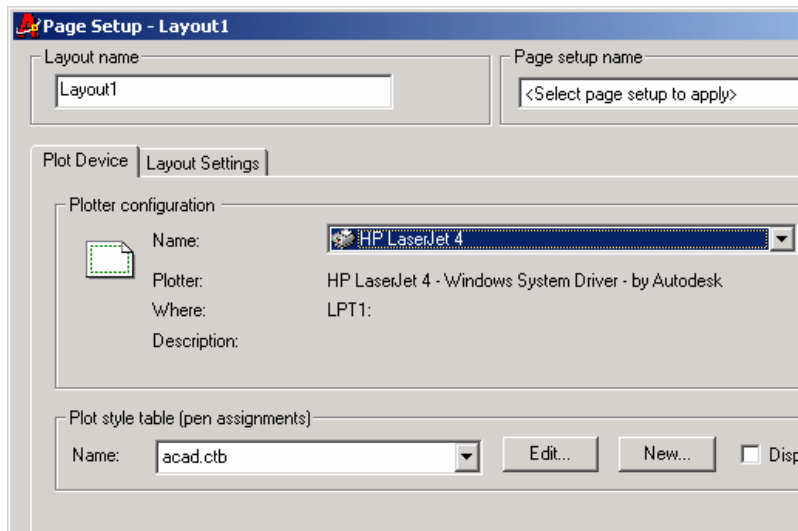 Page Setup - Layout1
Layout name
Page setup name
Layout1
<Select page setup to apply>
Plot Device
Layout Settings
Plotter configuration
Name: HP LaserJet 4
Plotter: HP LaserJet 4 - Windows System Driver - by Autodesk
Where: LPT1:
Description:
Plot style table (pen assignments)
Name: acad.ctb Edit... New... Disp